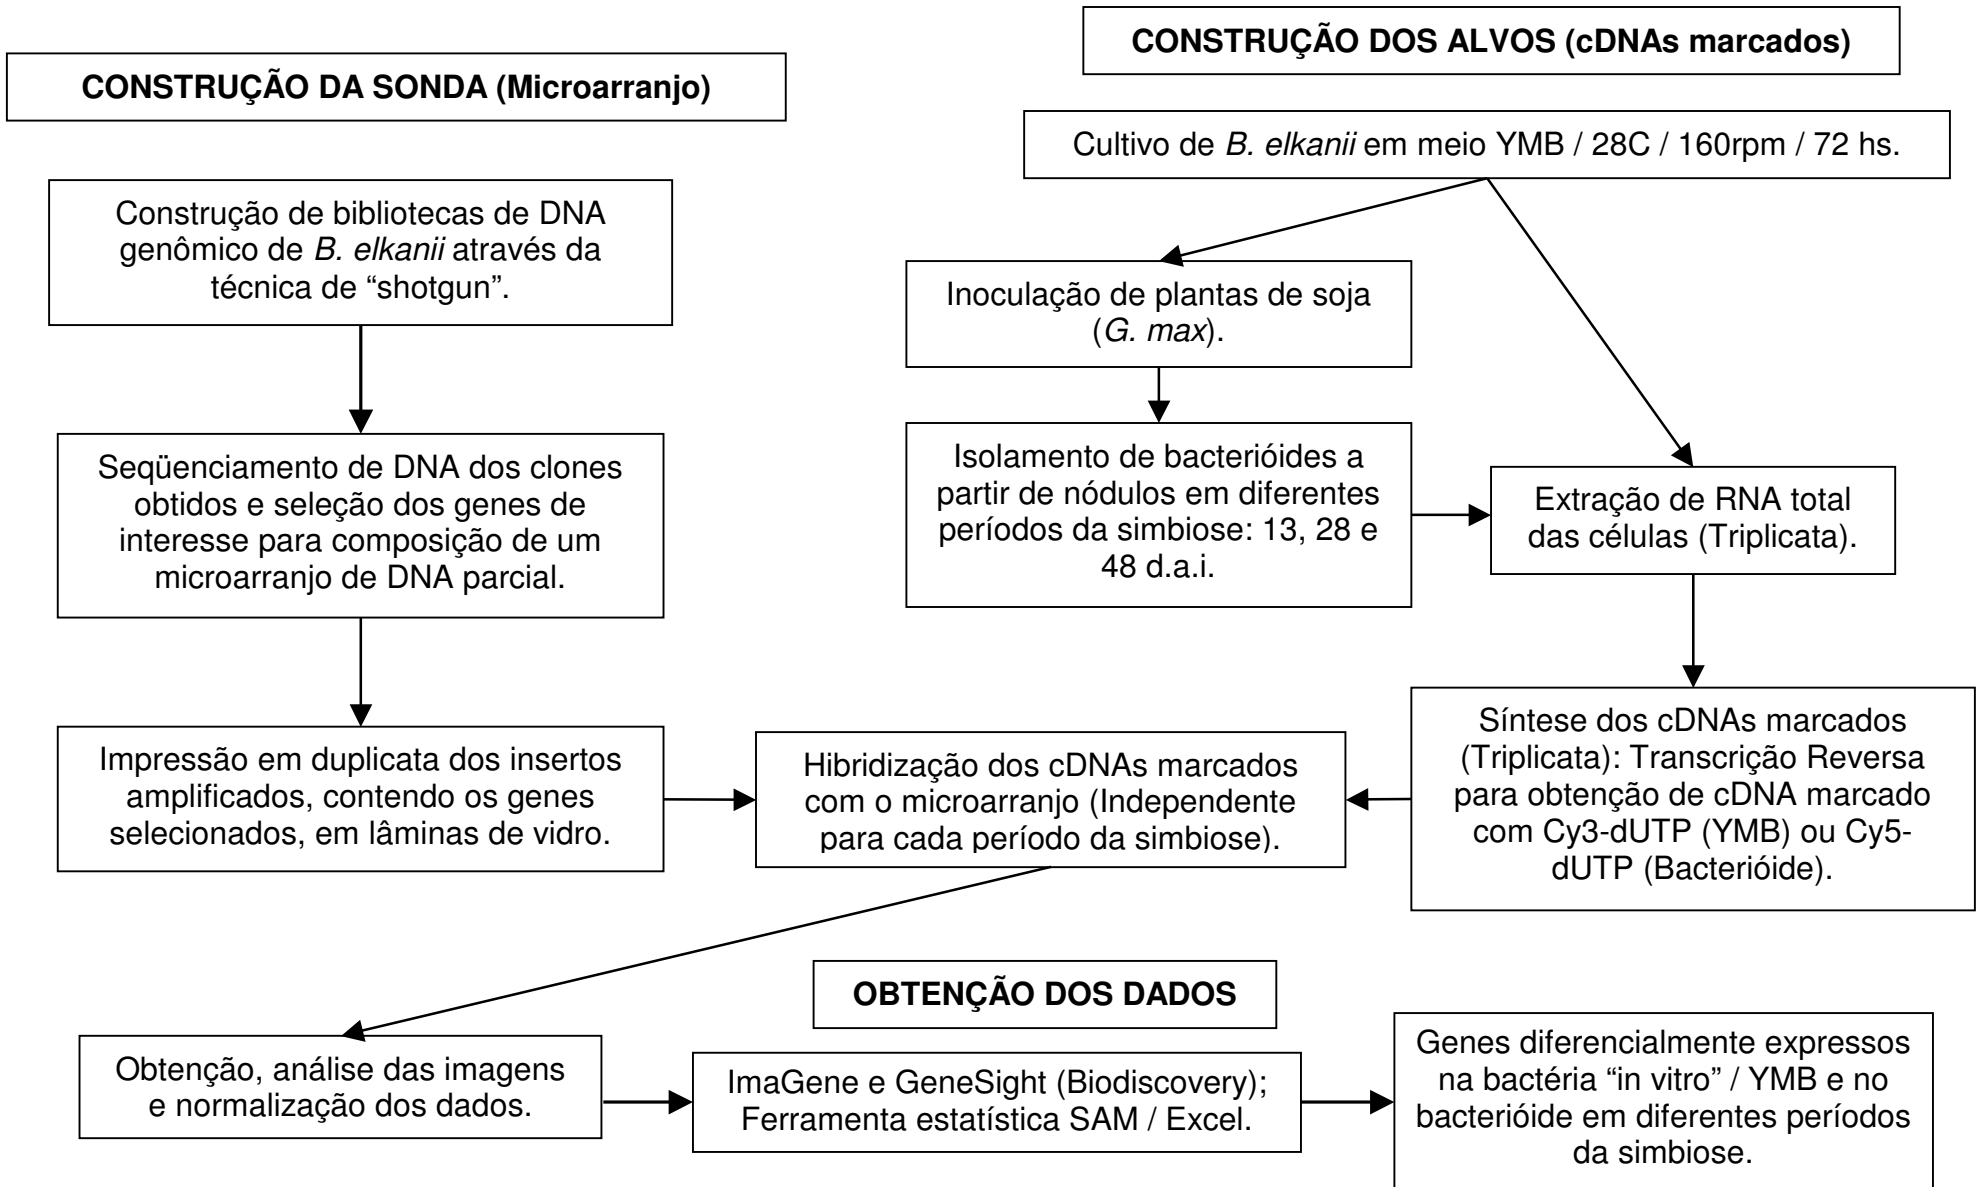 CONSTRUÇÃO DA SONDA (Microarranjo)
Construção de bibliotecas de DNA
genômico de B. elkanii através da
técnica de “shotgun”.
Seqüenciamento de DNA dos clones
obtidos e seleção dos genes de
interesse para composição de um
microarranjo de DNA parcial.
Impressão em duplicata dos insertos
amplificados, contendo os genes
selecionados, em lâminas de vidro.
CONSTRUÇÃO DOS ALVOS (cDNAs marcados)
Cultivo de B. elkanii em meio YMB / 28C / 160rpm / 72 hs.
Inoculação de plantas de soja
(G. max).
Isolamento de bacterióides a
partir de nódulos em diferentes
períodos da simbiose: 13, 28 e
48 d.a.i.
Extração de RNA total
das células (Triplicata).
Síntese dos cDNAs marcados
(Triplicata): Transcrição Reversa
para obtenção de cDNA marcado
com Cy3-dUTP (YMB) ou Cy5-
dUTP (Bacterióide).
Hibridização dos cDNAs marcados
com o microarranjo (Independente
para cada período da simbiose).
OBTENÇÃO DOS DADOS
Obtenção, análise das imagens
e normalização dos dados.
ImaGene e GeneSight (Biodiscovery);
Ferramenta estatística SAM / Excel.
Genes diferencialmente expressos
na bactéria “in vitro” / YMB e no
bacterióide em diferentes períodos
da simbiose.